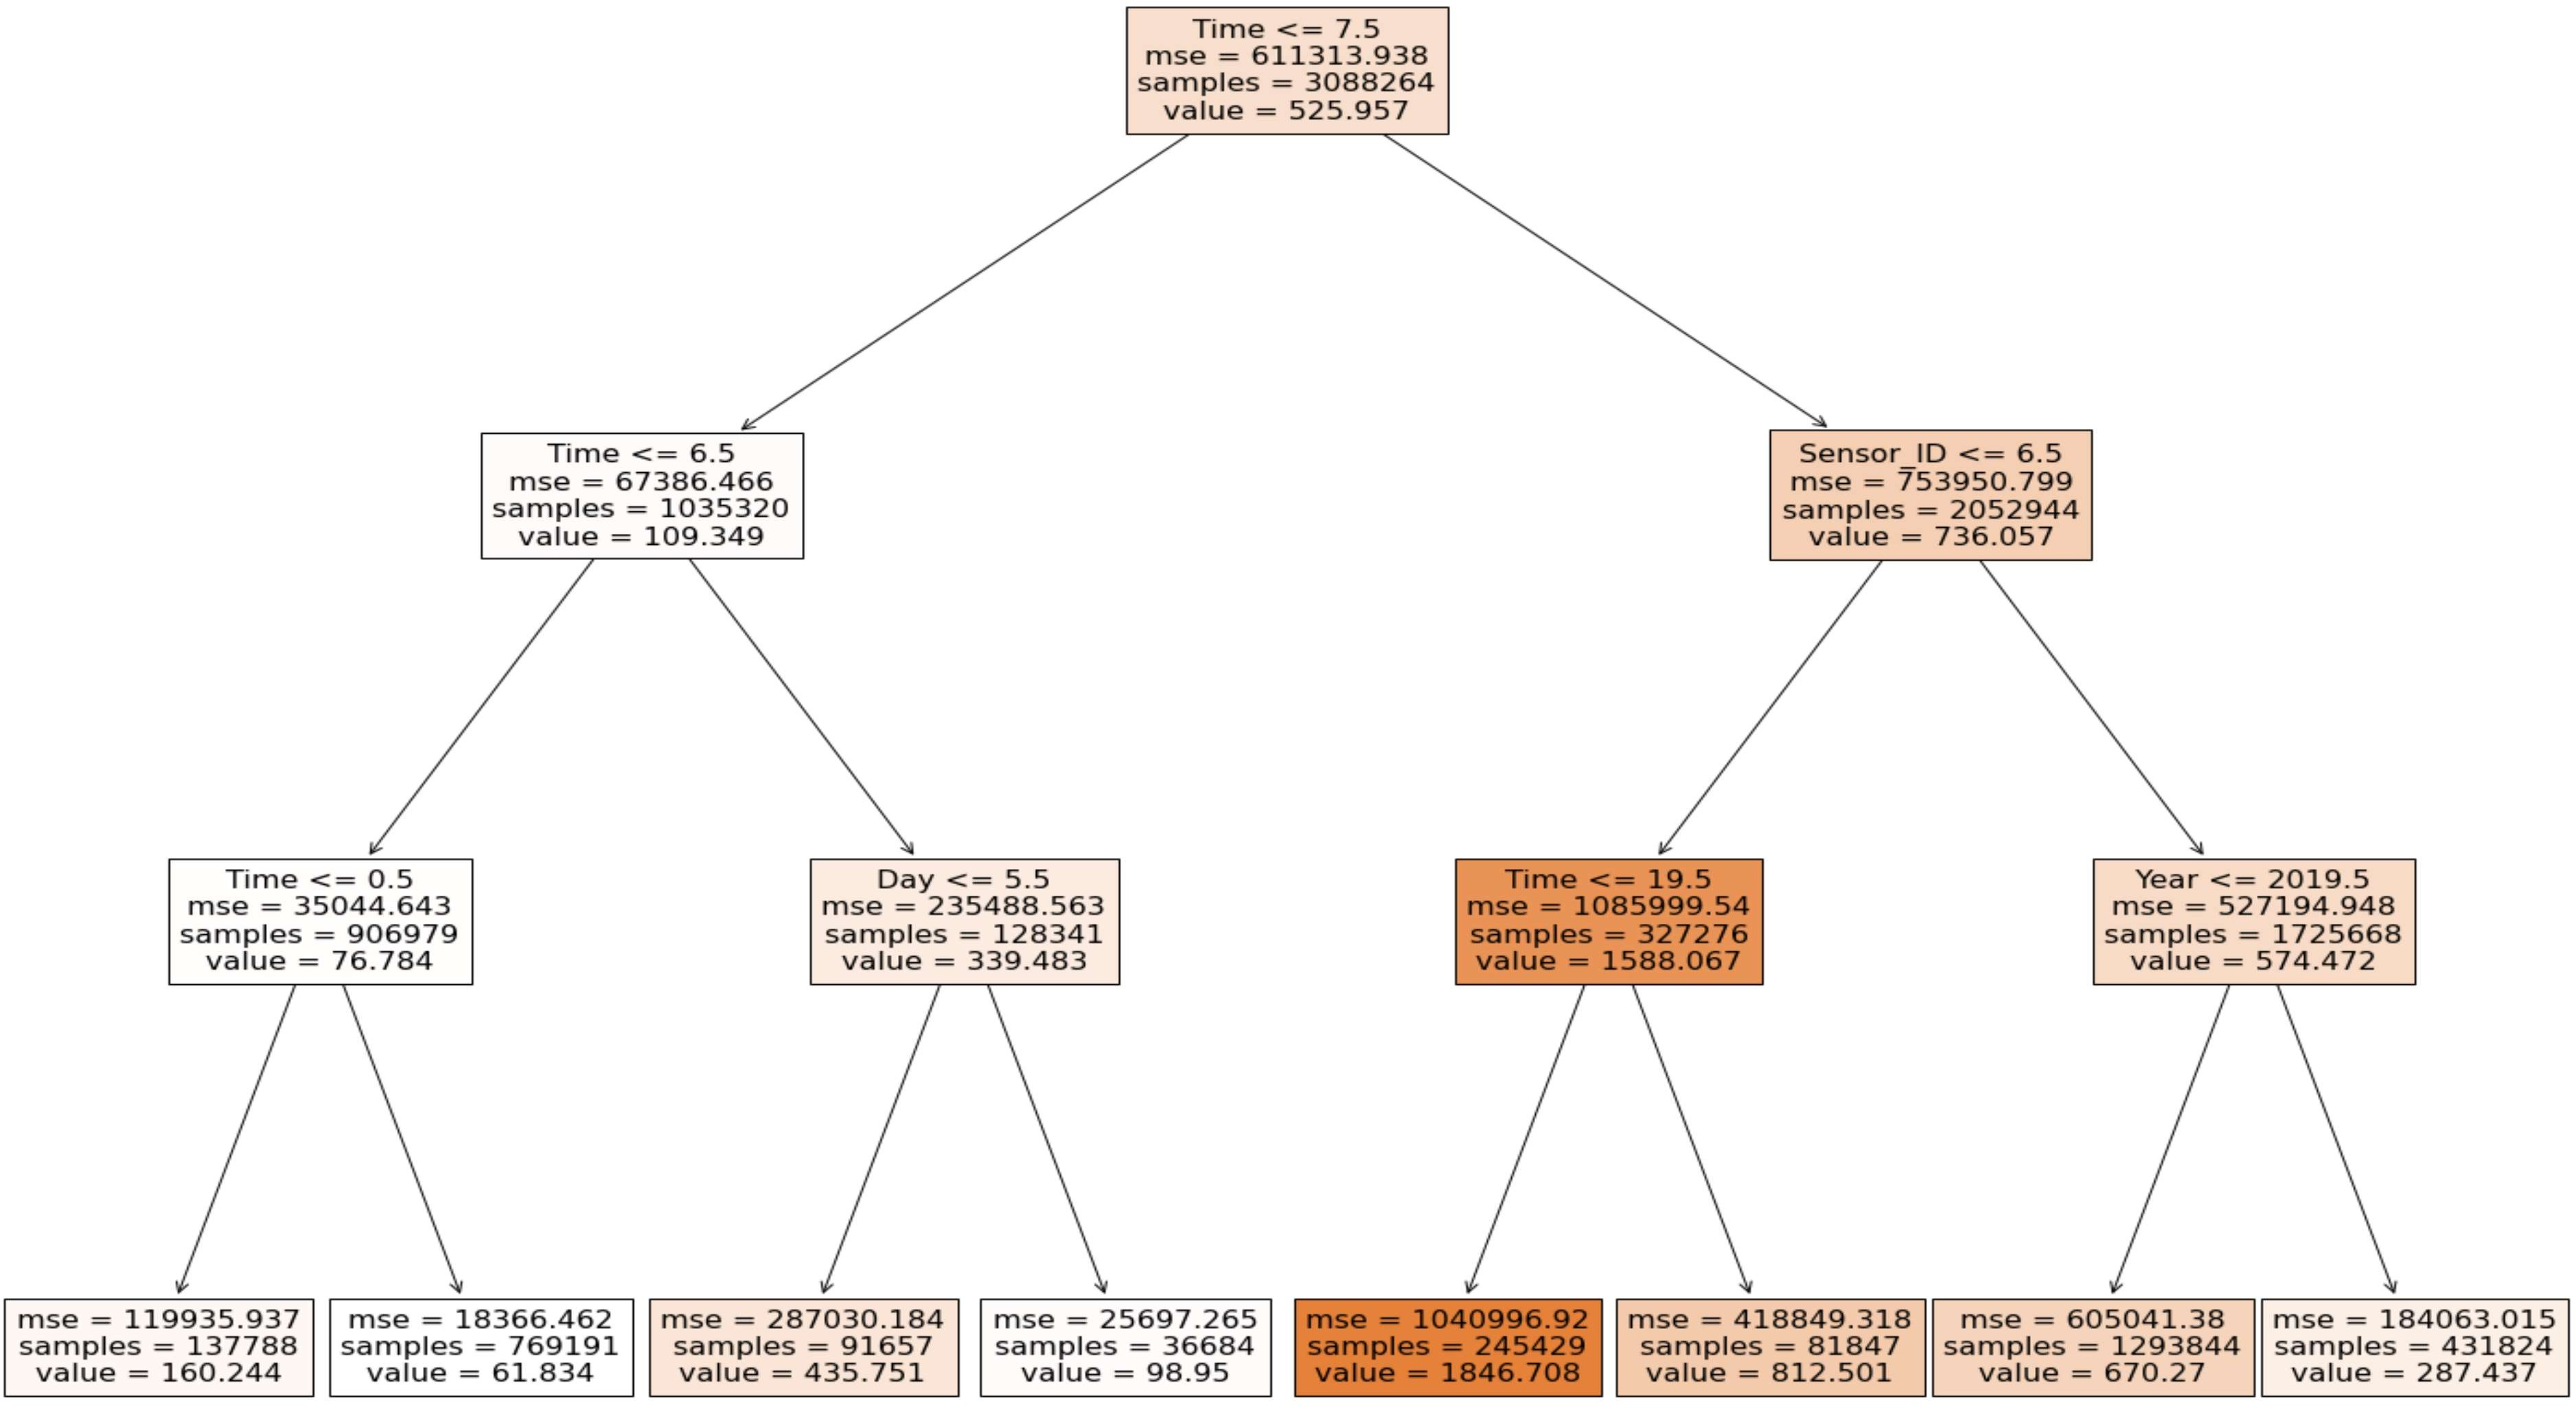 Time <= 7.5
mse = 611313.938
samples = 3088264
value = 525.957
Time <= 6.5
mse = 67386.466
samples = 1035320
value = 109.349
Sensor_ID <= 6.5
mse = 753950.799
samples = 2052944
value = 736.057
Time <= 0.5
mse = 35044.643
samples = 906979
value = 76.784
Day <= 5.5
mse = 235488.563
samples = 128341
value = 339.483
Time <= 19.5
mse = 1085999.54
samples = 327276
value = 1588.067
Year <= 2019.5
mse = 527194.948
samples = 1725668
value = 574.472
mse = 119935.937
samples = 137788
value = 160.244
mse = 18366.462
samples = 769191
value = 61.834
mse = 287030.184
samples = 91657
value = 435.751
mse = 25697.265
samples = 36684
value = 98.95
mse = 1040996.92
samples = 245429
value = 1846.708
mse = 418849.318
samples = 81847
value = 812.501
mse = 605041.38
samples = 1293844
value = 670.27
mse = 184063.015
samples = 431824
value = 287.437